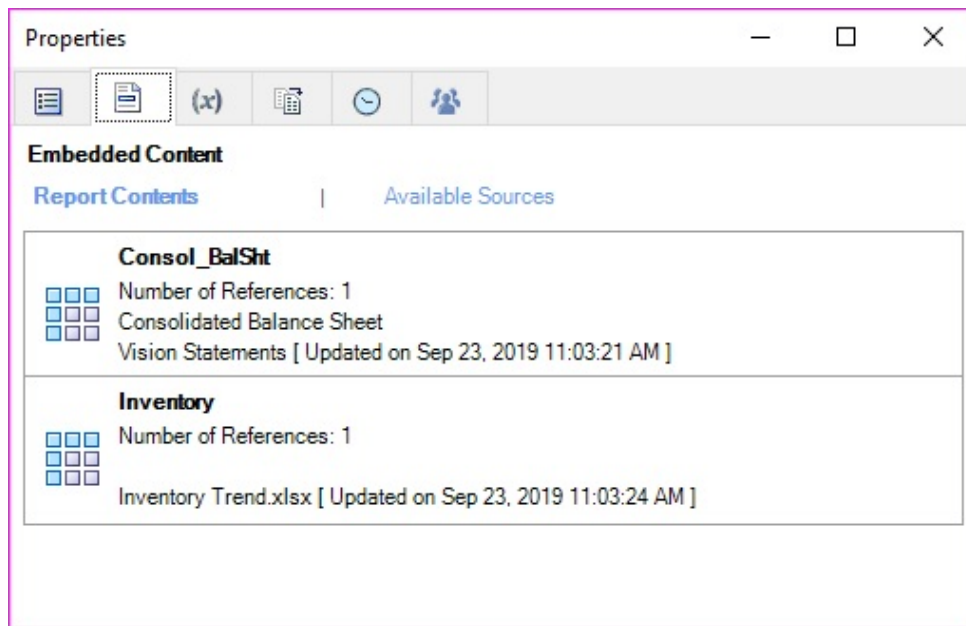 Properties
(x)
Embedded Content
Report Contents | Available Sources
Consol_BalSht
Number of References: 1
Consolidated Balance Sheet
Vision Statements [ Updated on Sep 23, 2019 11:03:21 AM ]
Inventory
Number of References: 1
Inventory Trend.xlsx [ Updated on Sep 23, 2019 11:03:24 AM ]